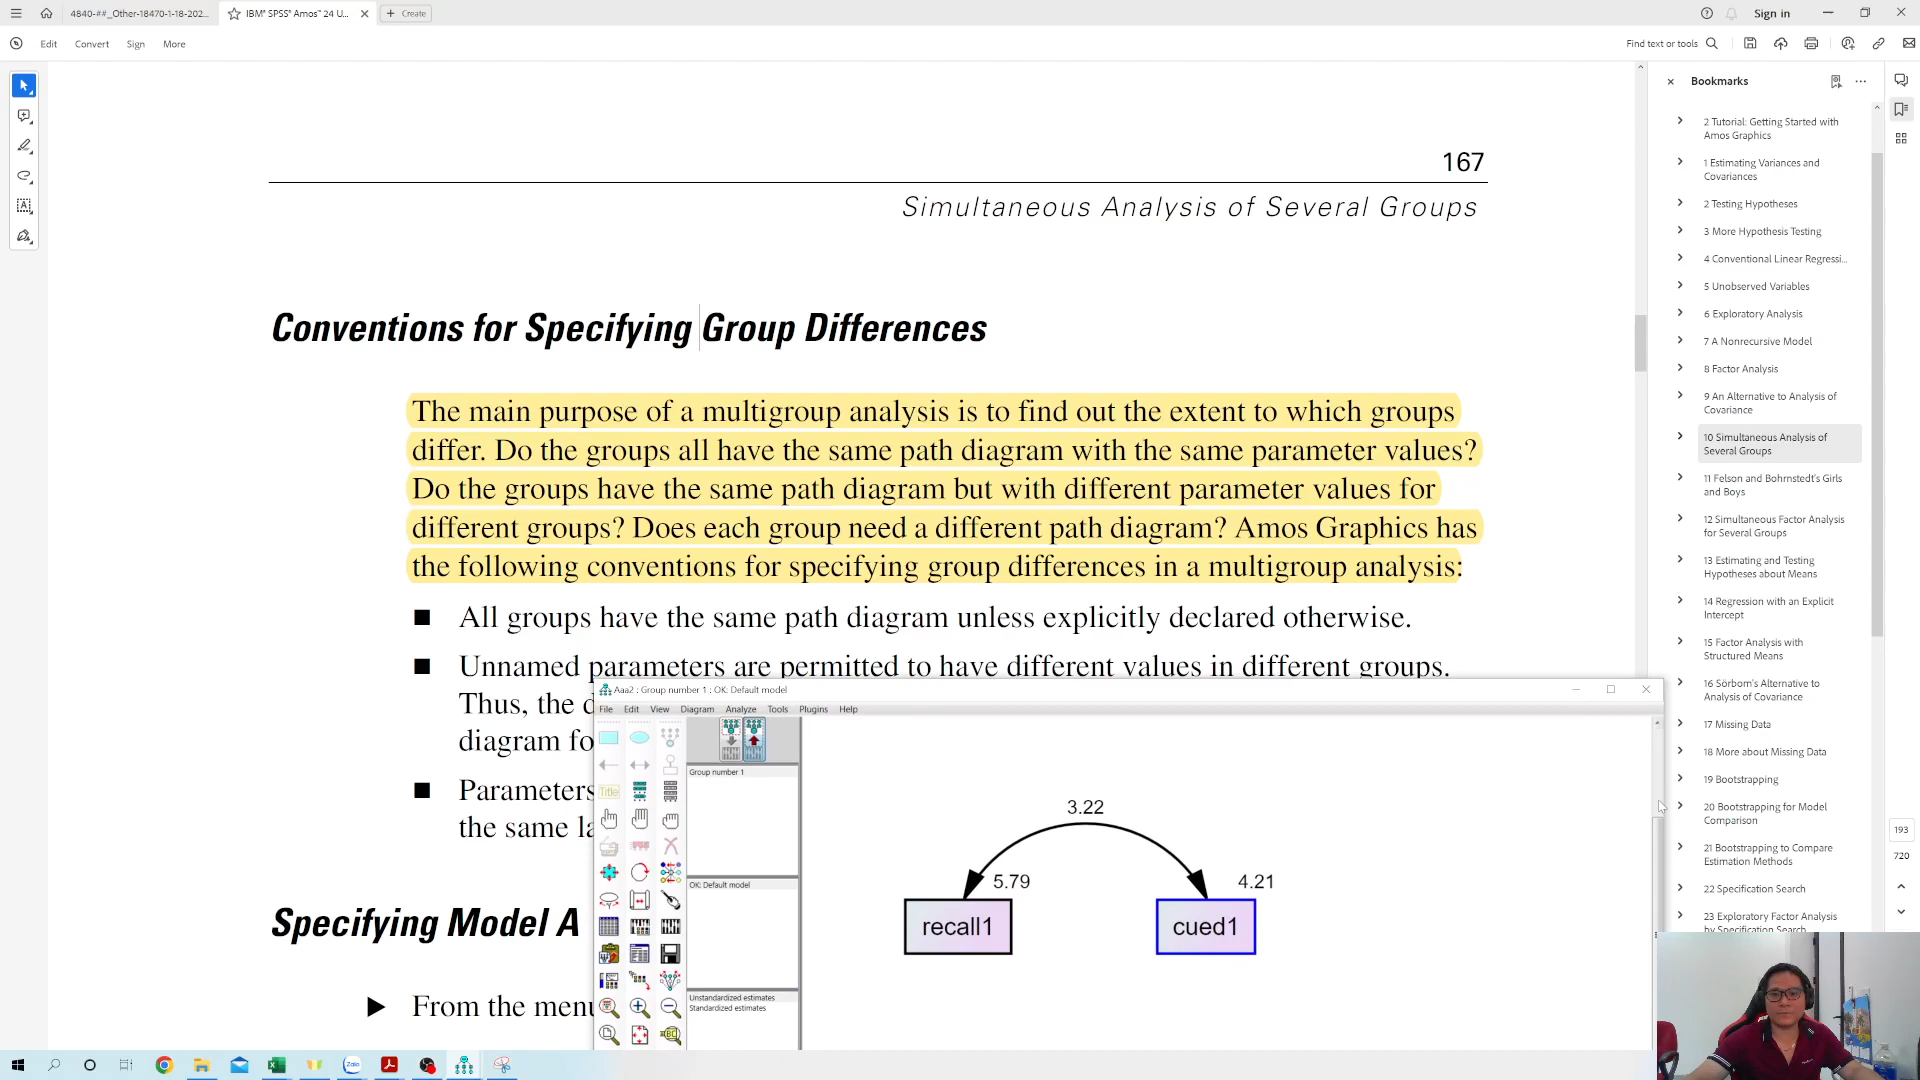 4840-##_Other-18470-1-18-202...
IBM® SPSS® Amos™ 24 U...
Create
Sign in
Edit
Convert
Sign
More
Find text or tools
167
Simultaneous Analysis of Several Groups
Conventions for Specifying Group Differences
The main purpose of a multigroup analysis is to find out the extent to which groups
differ. Do the groups all have the same path diagram with the same parameter values?
Do the groups have the same path diagram but with different parameter values for
different groups? Does each group need a different path diagram? Amos Graphics has
the following conventions for specifying group differences in a multigroup analysis:
■ All groups have the same path diagram unless explicitly declared otherwise.
■ Unnamed parameters are permitted to have different values in different groups.
Thus, the d
diagram fo
■ Parameters
the same la
Specifying Model A
▶ From the menu
Aaa2 : Group number 1 : OK: Default model
File
Edit
View
Diagram
Analyze
Tools
Plugins
Help
Title
Group number 1
OK: Default model
Unstandardized estimates
Standardized estimates
3.22
5.79
4.21
recall1
cued1
Bookmarks
2 Tutorial: Getting Started with
Amos Graphics
1 Estimating Variances and
Covariances
2 Testing Hypotheses
3 More Hypothesis Testing
4 Conventional Linear Regressi...
5 Unobserved Variables
6 Exploratory Analysis
7 A Nonrecursive Model
8 Factor Analysis
9 An Alternative to Analysis of
Covariance
10 Simultaneous Analysis of
Several Groups
11 Felson and Bohrnstedt's Girls
and Boys
12 Simultaneous Factor Analysis
for Several Groups
13 Estimating and Testing
Hypotheses about Means
14 Regression with an Explicit
Intercept
15 Factor Analysis with
Structured Means
16 Sörbom's Alternative to
Analysis of Covariance
17 Missing Data
18 More about Missing Data
19 Bootstrapping
20 Bootstrapping for Model
Comparison
21 Bootstrapping to Compare
Estimation Methods
22 Specification Search
23 Exploratory Factor Analysis
by Specification Search
193
720
Zalo